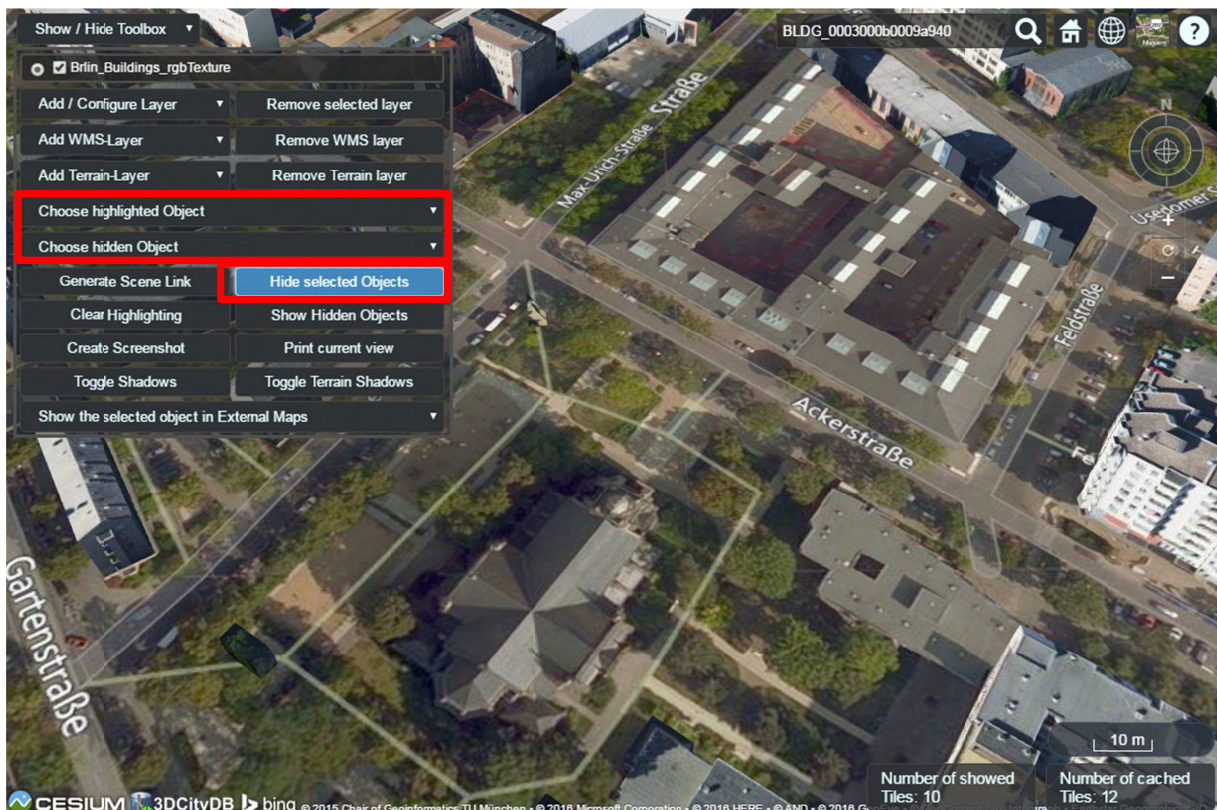 Show / Hide Toolbox
BLDG_0003000b0009a940
Brlin_Buildings_rgbTexture
Add / Configure Layer
Remove selected layer
Add WMS-Layer
Remove WMS layer
Add Terrain-Layer
Remove Terrain layer
Choose highlighted Object
Choose hidden Object
Generate Scene Link
Hide selected Objects
Clear Highlighting
Show Hidden Objects
Create Screenshot
Print current view
Toggle Shadows
Toggle Terrain Shadows
Show the selected object in External Maps
Max-Urich-Straße
Straße
N
Usedomer
+
−
Feldstraße
Ackerstraße
Fe
Gartenstraße
10 m
Number of showed
Tiles: 10
Number of cached
Tiles: 12
CESIUM 3DCityDB bing © 2015 Chair of Geoinformatics TU München • © 2016 Microsoft Corporation • © 2016 HERE • © AND • © 2016